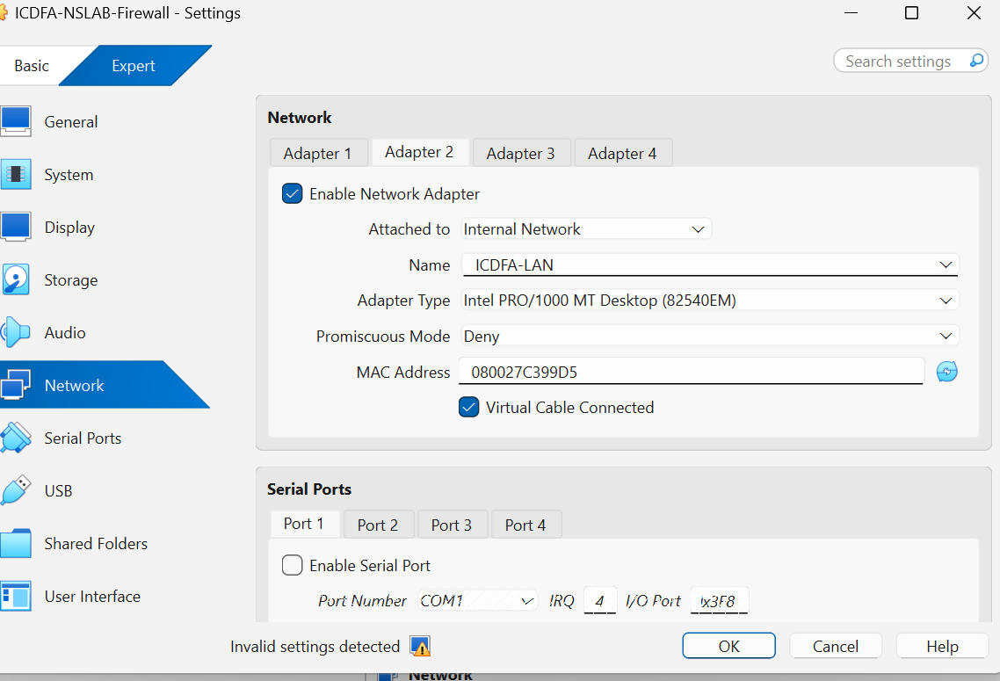 ICDFA-NSLAB-Firewall - Settings
Basic
Expert
Search settings
General
System
Display
Storage
Audio
Network
Serial Ports
USB
Shared Folders
User Interface
Network
Adapter 1
Adapter 2
Adapter 3
Adapter 4
Enable Network Adapter
Attached to Internal Network
Name ICDFA-LAN
Adapter Type Intel PRO/1000 MT Desktop (82540EM)
Promiscuous Mode Deny
MAC Address 080027C399D5
Virtual Cable Connected
Serial Ports
Port 1
Port 2
Port 3
Port 4
Enable Serial Port
Port Number COM1 IRQ 4 I/O Port 0x3F8
Invalid settings detected
OK
Cancel
Help
Network